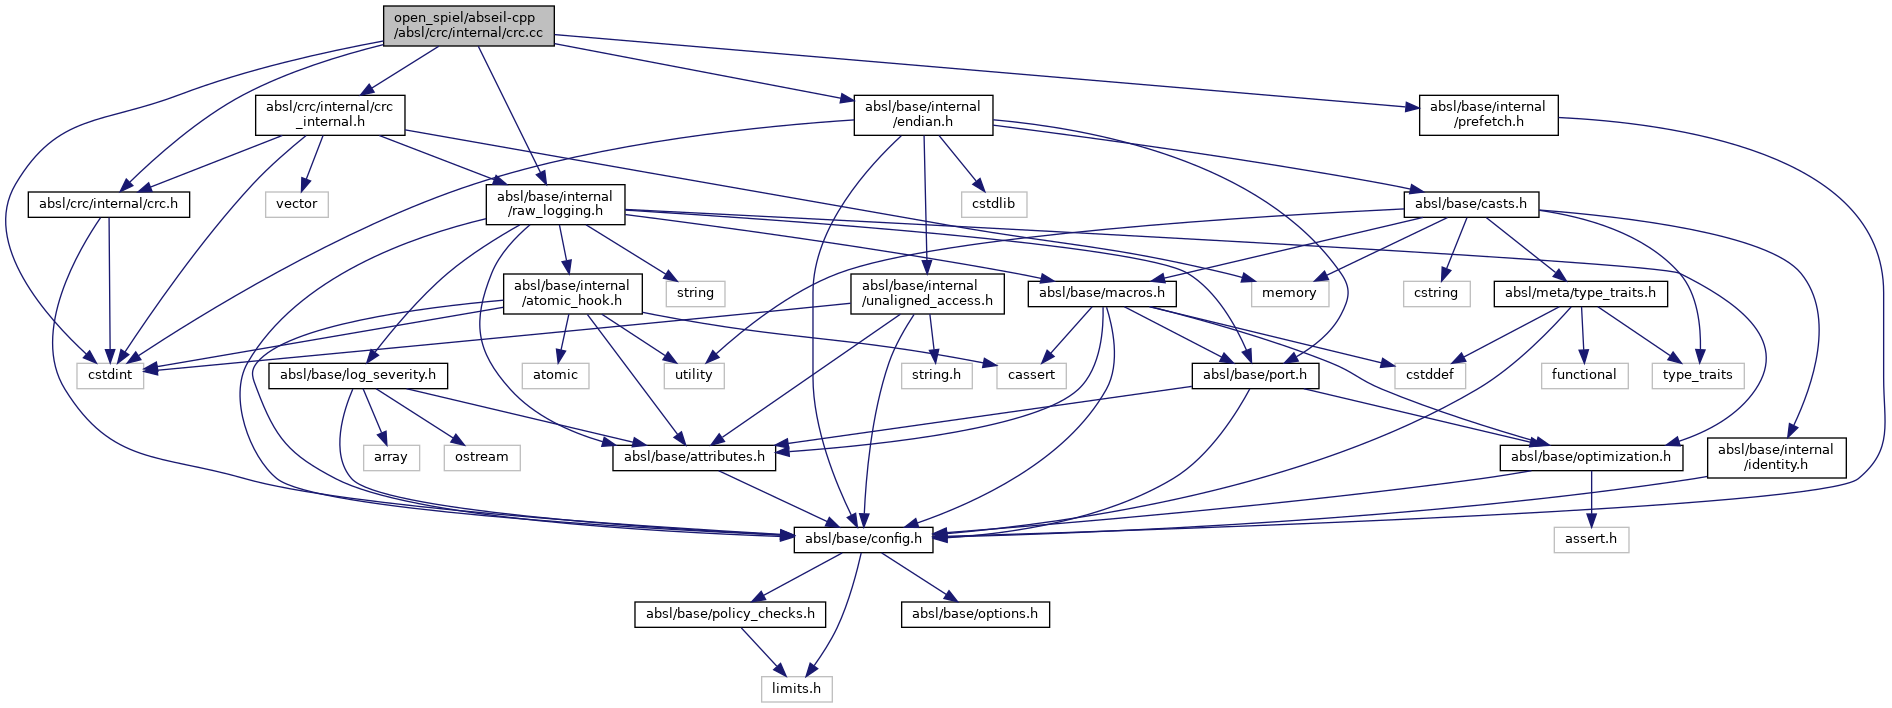 open_spiel/abseil-cpp
/absl/crc/internal/crc.cc
absl/crc/internal/crc
_internal.h
absl/base/internal
/endian.h
absl/base/internal
/prefetch.h
absl/crc/internal/crc.h
vector
absl/base/internal
/raw_logging.h
cstdlib
absl/base/casts.h
absl/base/internal
/atomic_hook.h
string
absl/base/internal
/unaligned_access.h
absl/base/macros.h
memory
cstring
absl/meta/type_traits.h
cstdint
absl/base/log_severity.h
atomic
utility
string.h
cassert
absl/base/port.h
cstddef
functional
type_traits
array
ostream
absl/base/attributes.h
absl/base/optimization.h
absl/base/internal
/identity.h
absl/base/config.h
assert.h
absl/base/policy_checks.h
absl/base/options.h
limits.h